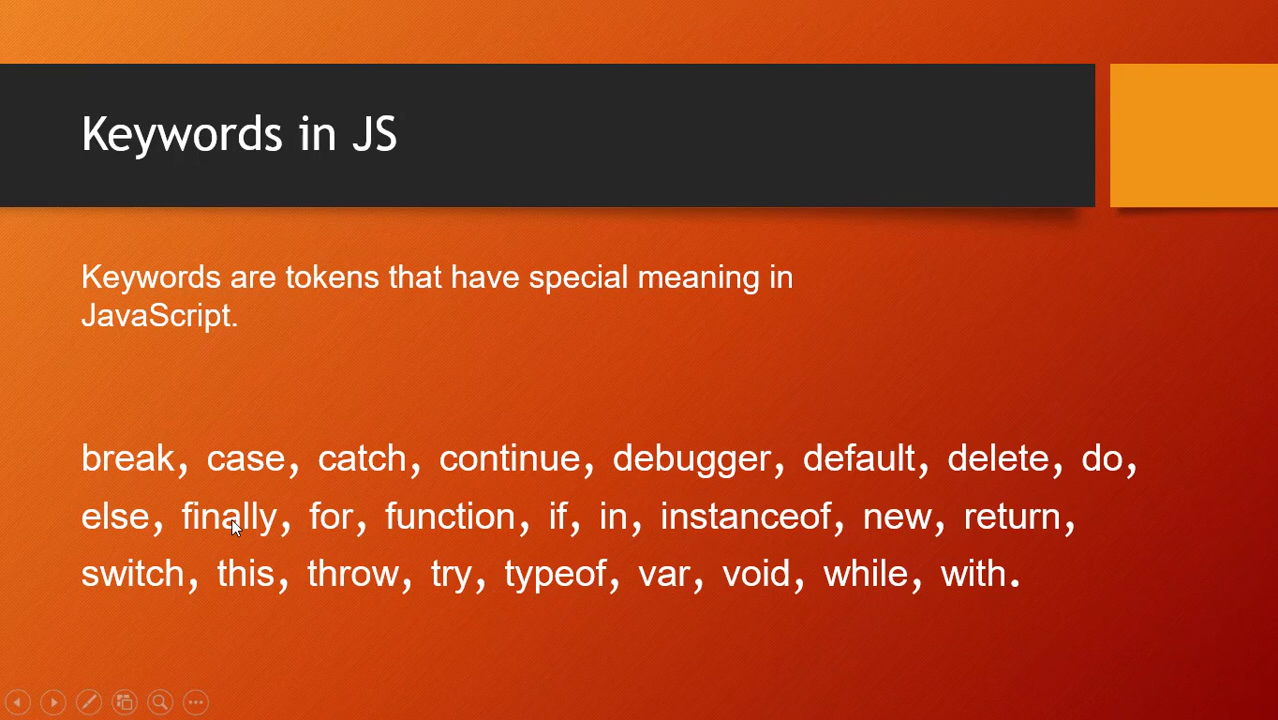 Keywords in JS
Keywords are tokens that have special meaning in
JavaScript.
break, case, catch, continue, debugger, default, delete, do,
else, finally, for, function, if, in, instanceof, new, return,
switch, this, throw, try, typeof, var, void, while, with.